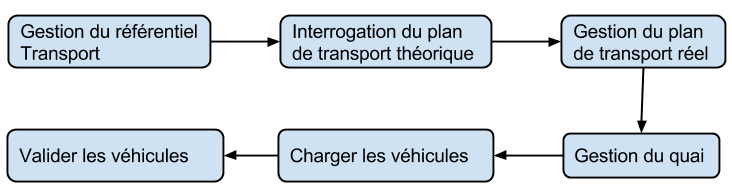 Gestion du référentiel
Transport
Interrogation du plan
de transport théorique
Gestion du plan
de transport réel
Gestion du quai
Charger les véhicules
Valider les véhicules